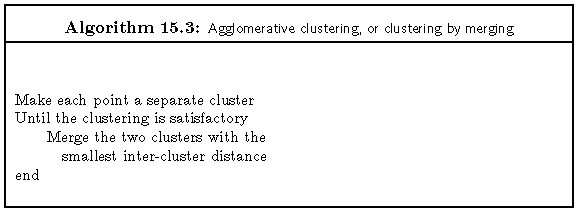 Algorithm 15.3: Agglomerative clustering, or clustering by merging
Make each point a separate cluster
Until the clustering is satisfactory
Merge the two clusters with the
smallest inter-cluster distance
end